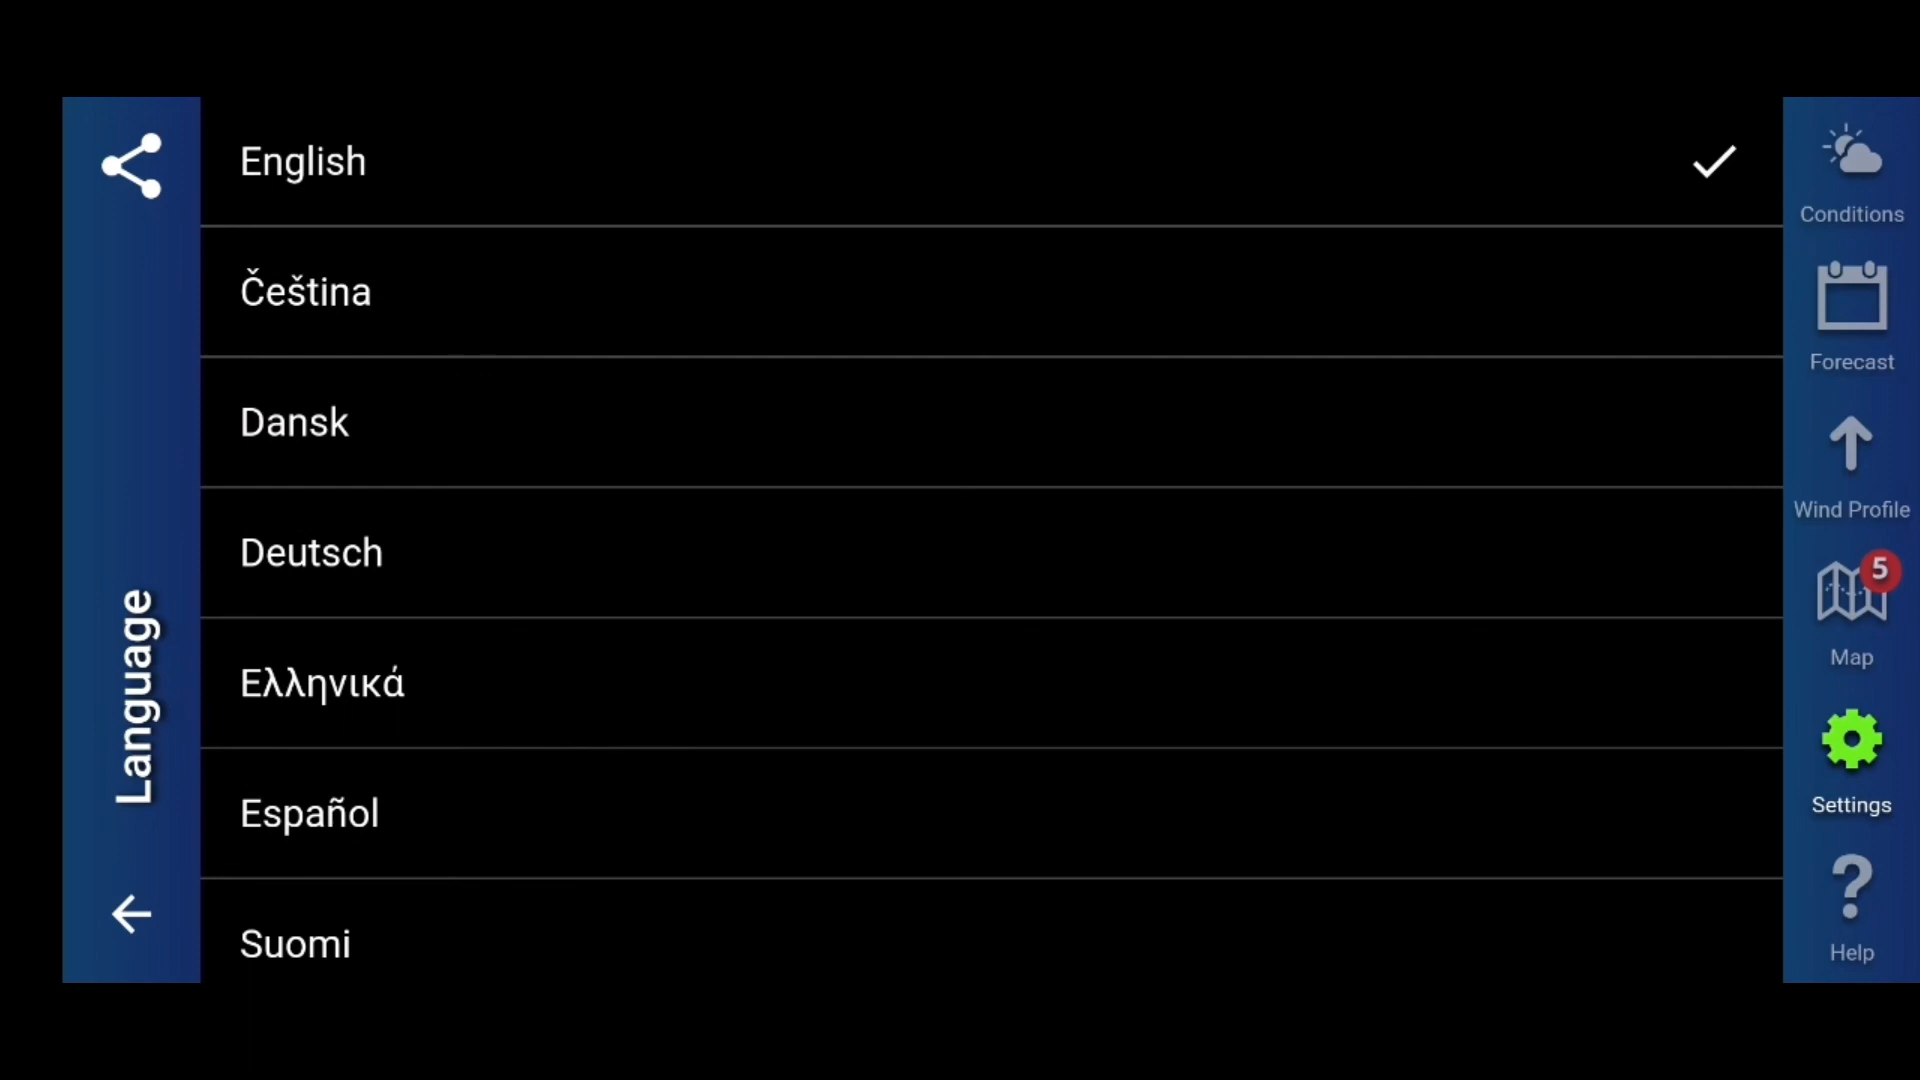 Language
English
Čeština
Dansk
Deutsch
Ελληνικά
Español
Suomi
Conditions
Forecast
Wind Profile
5
Map
Settings
Help